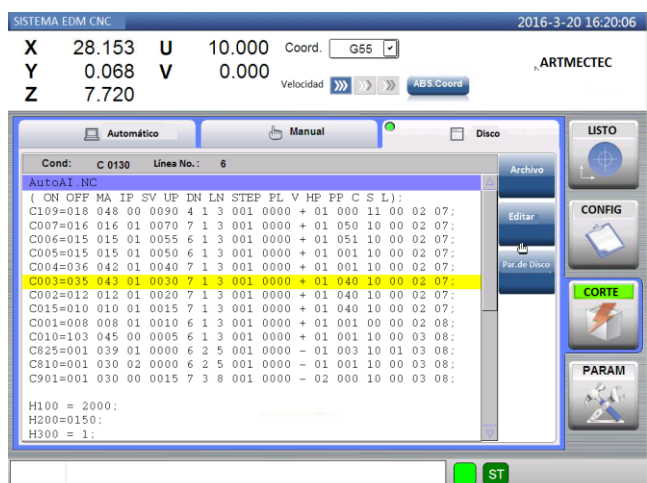 SISTEMA EDM CNC 2016-3-20 16:20:06
X 28.153 U 10.000 Coord. G55
Y 0.068 V 0.000 Velocidad ABS.Coord
Z 7.720
ARTMECTEC
Automático Manual Disco
Cond: C 0130 Línea No.: 6
AutoAI.NC
( ON OFF MA IP SV UP DN LN STEP PL V HP PP C S L);
C109=018 048 00 0090 4 1 3 001 0000 + 01 000 11 00 02 07;
C007=016 016 01 0070 7 1 3 001 0000 + 01 050 10 00 02 07;
C006=015 015 01 0055 6 1 3 001 0000 + 01 051 10 00 02 07;
C005=015 015 01 0050 6 1 3 001 0000 + 01 001 10 00 02 07;
C004=036 042 01 0040 7 1 3 001 0000 + 01 001 10 00 02 07;
C003=035 043 01 0030 7 1 3 001 0000 + 01 040 10 00 02 07;
C002=012 012 01 0020 7 1 3 001 0000 + 01 040 10 00 02 07;
C015=010 010 01 0015 7 1 3 001 0000 + 01 040 10 00 02 07;
C001=008 008 01 0010 6 1 3 001 0000 + 01 001 00 00 02 08;
C010=103 045 00 0005 6 1 3 001 0000 + 01 001 10 00 03 08;
C825=001 039 01 0000 6 2 5 001 0000 - 01 003 10 01 03 08;
C810=001 030 02 0000 6 2 5 001 0000 - 01 001 10 00 03 08;
C901=001 030 00 0015 7 3 8 001 0000 - 02 000 10 00 03 08;
H100 = 2000;
H200=0150;
H300 = 1;
Archivo
Editar
Par.de Disco
LISTO
CONFIG
CORTE
PARAM
ST